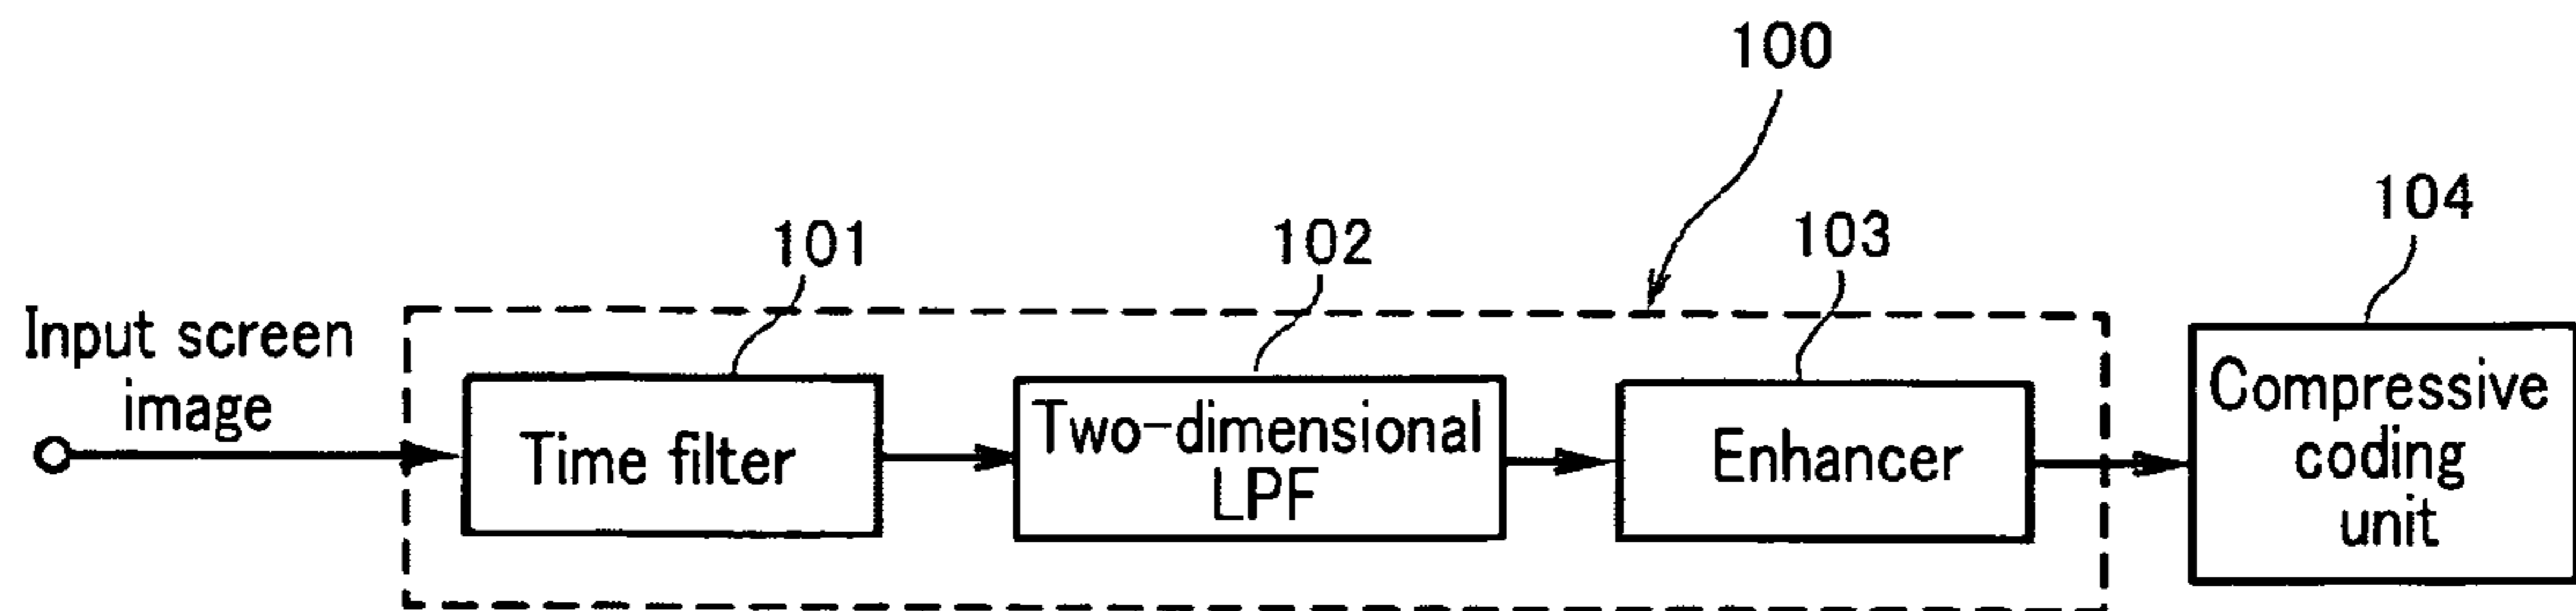 100
104
101
102
103
Input screen
image
Time filter
Two-dimensional
LPF
Enhancer
Compressive
coding
unit